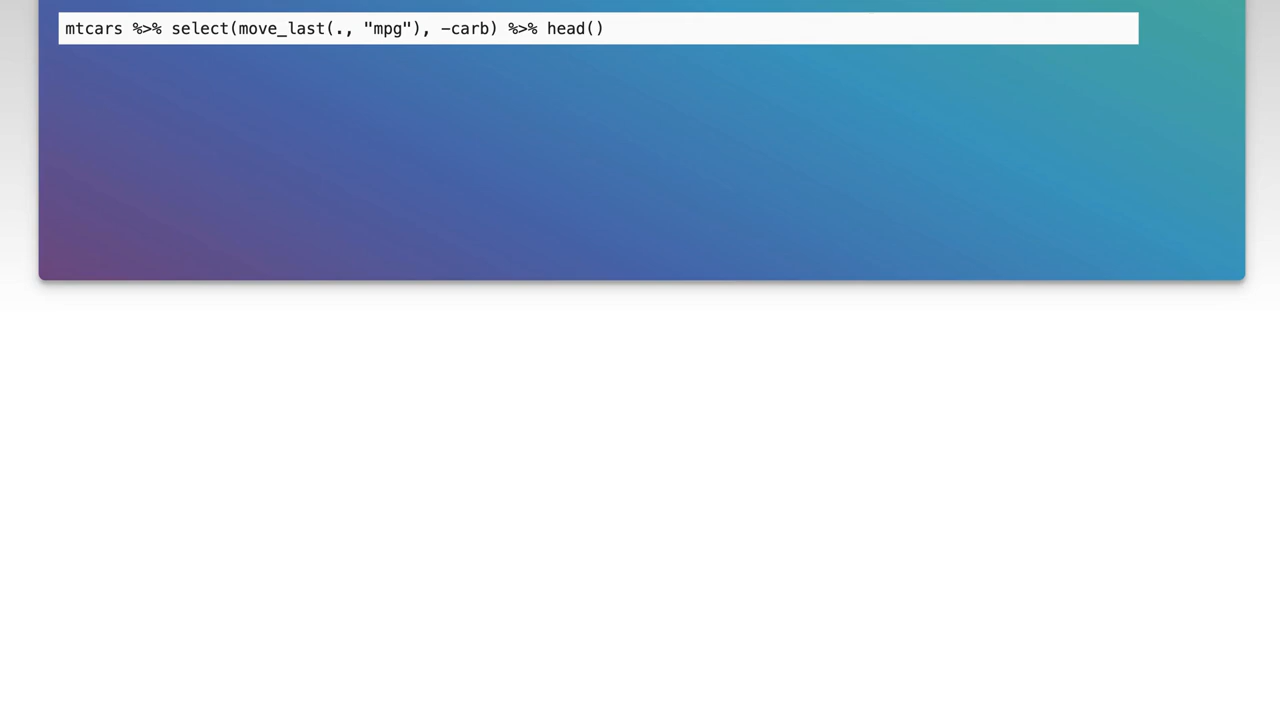 mtcars %>% select(move_last(., "mpg"), -carb) %>% head()